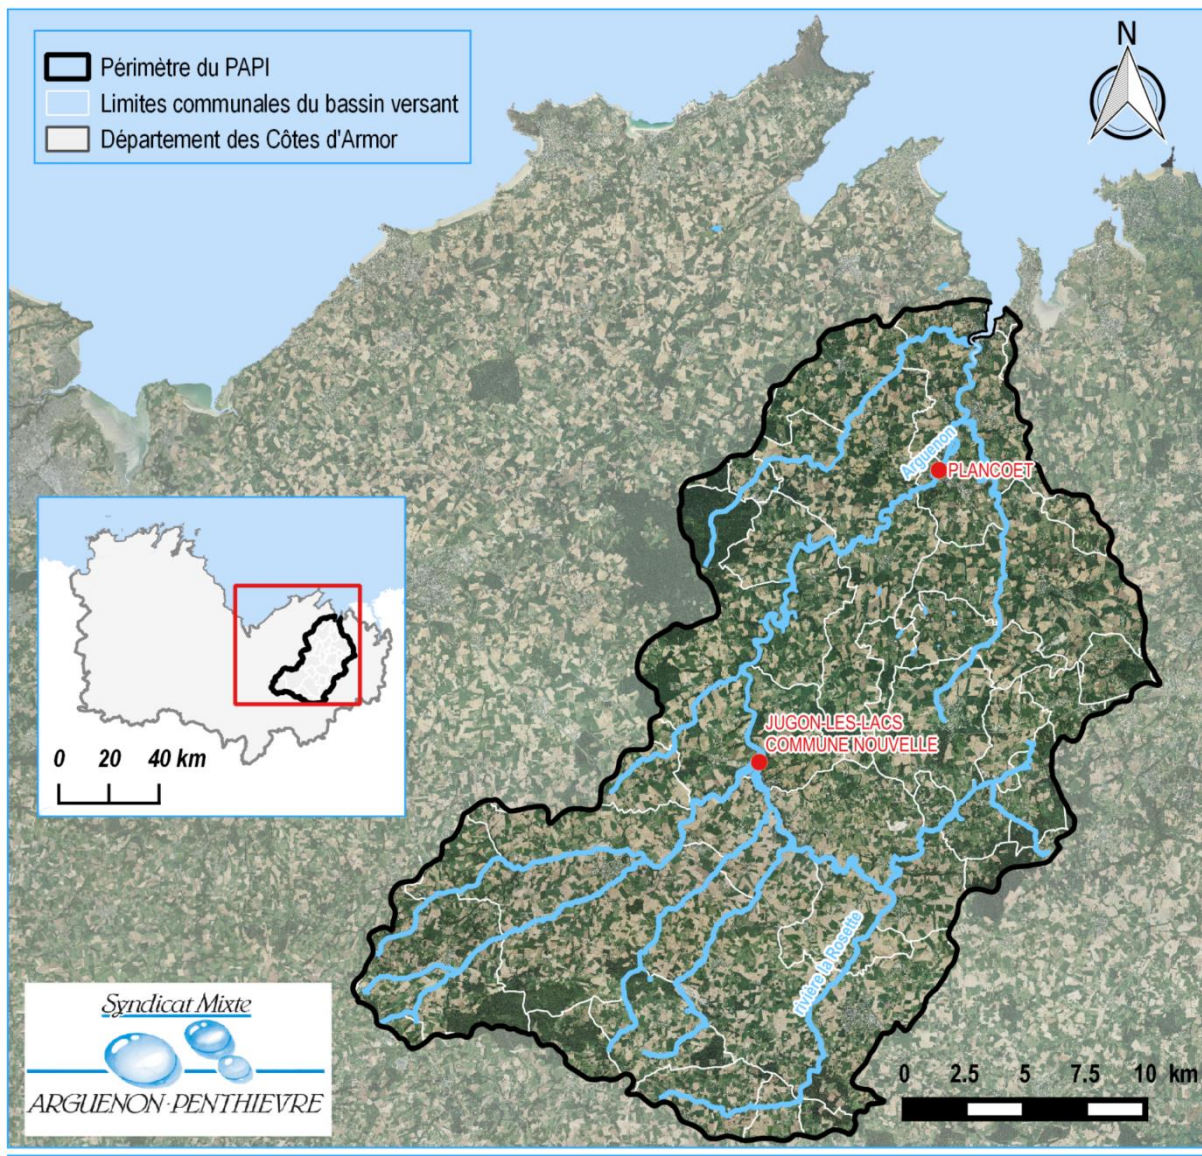 Périmètre du PAPI
Limites communales du bassin versant
Département des Côtes d'Armor
N
Arguenon
PLANCOET
JUGON-LES-LACS
COMMUNE NOUVELLE
rivière la Rosette
0 20 40 km
Syndicat Mixte
ARGUENON-PENTHIEVRE
0 2.5 5 7.5 10 km